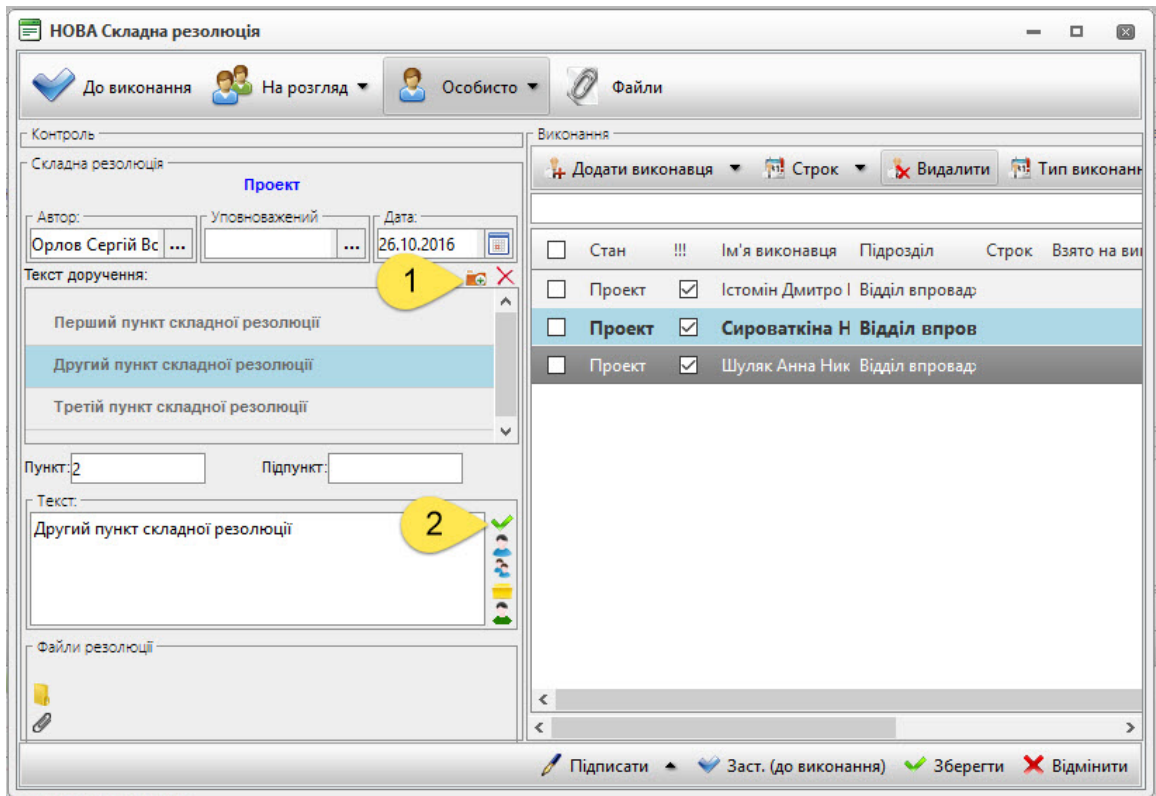 НОВА Складна резолюція
До виконання На розгляд Особисто Файли
Контроль
Складна резолюція
Проект
Автор: Уповноважений Дата:
Орлов Сергій Вс ... ... 26.10.2016
Текст доручення:
1
Перший пункт складної резолюції
Другий пункт складної резолюції
Третій пункт складної резолюції
Пункт: 2 Підпункт:
Текст:
Другий пункт складної резолюції
2
Файли резолюції
Виконання
Додати виконавця Строк Видалити Тип виконанн
Стан !!! Ім'я виконавця Підрозділ Строк Взято на ви
Проект Істомін Дмитро Відділ впровад
Проект Сироваткіна Н Відділ впров
Проект Шуляк Анна Ник Відділ впровад
Підписати Заст. (до виконання) Зберегти Відмінити